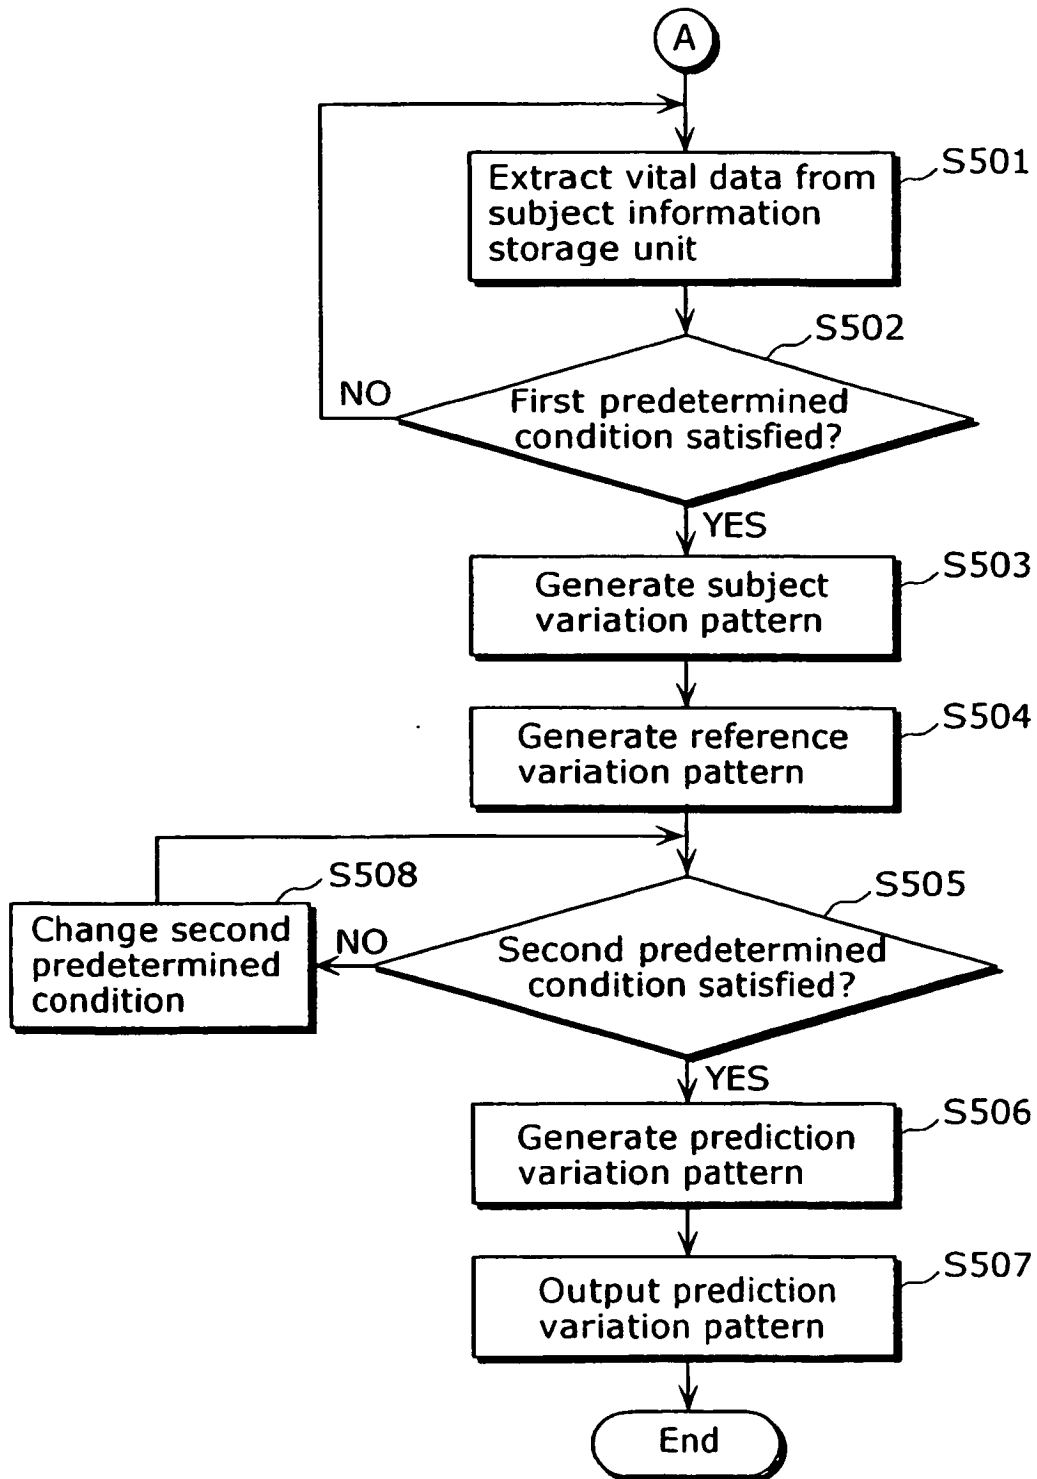 A
S501
Extract vital data from
subject information
storage unit
S502
NO
First predetermined
condition satisfied?
YES
S503
Generate subject
variation pattern
S504
Generate reference
variation pattern
S508
S505
Change second
predetermined
condition
NO
Second predetermined
condition satisfied?
YES
S506
Generate prediction
variation pattern
S507
Output prediction
variation pattern
End